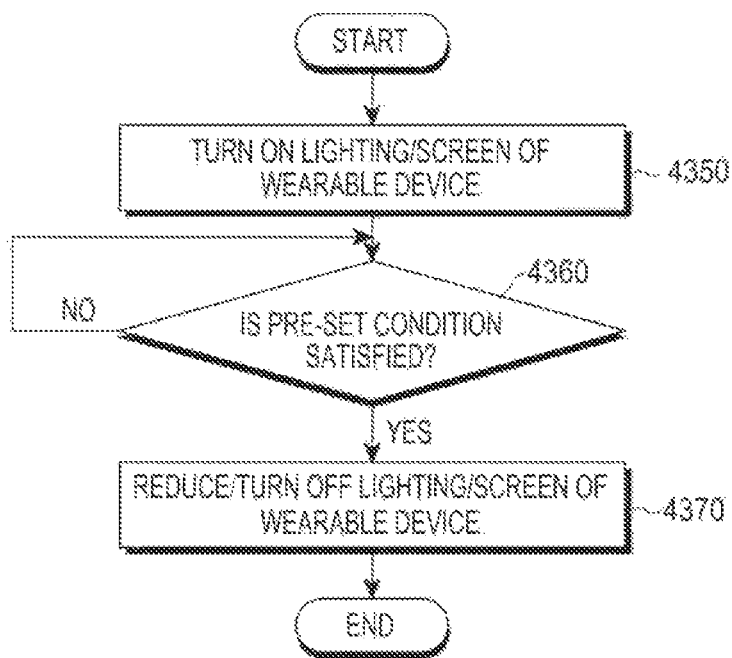 START
TURN ON LIGHTING/SCREEN OF
WEARABLE DEVICE
4350
4360
NO
IS PRE-SET CONDITION
SATISFIED?
YES
REDUCE/TURN OFF LIGHTING/SCREEN OF
WEARABLE DEVICE
4370
END